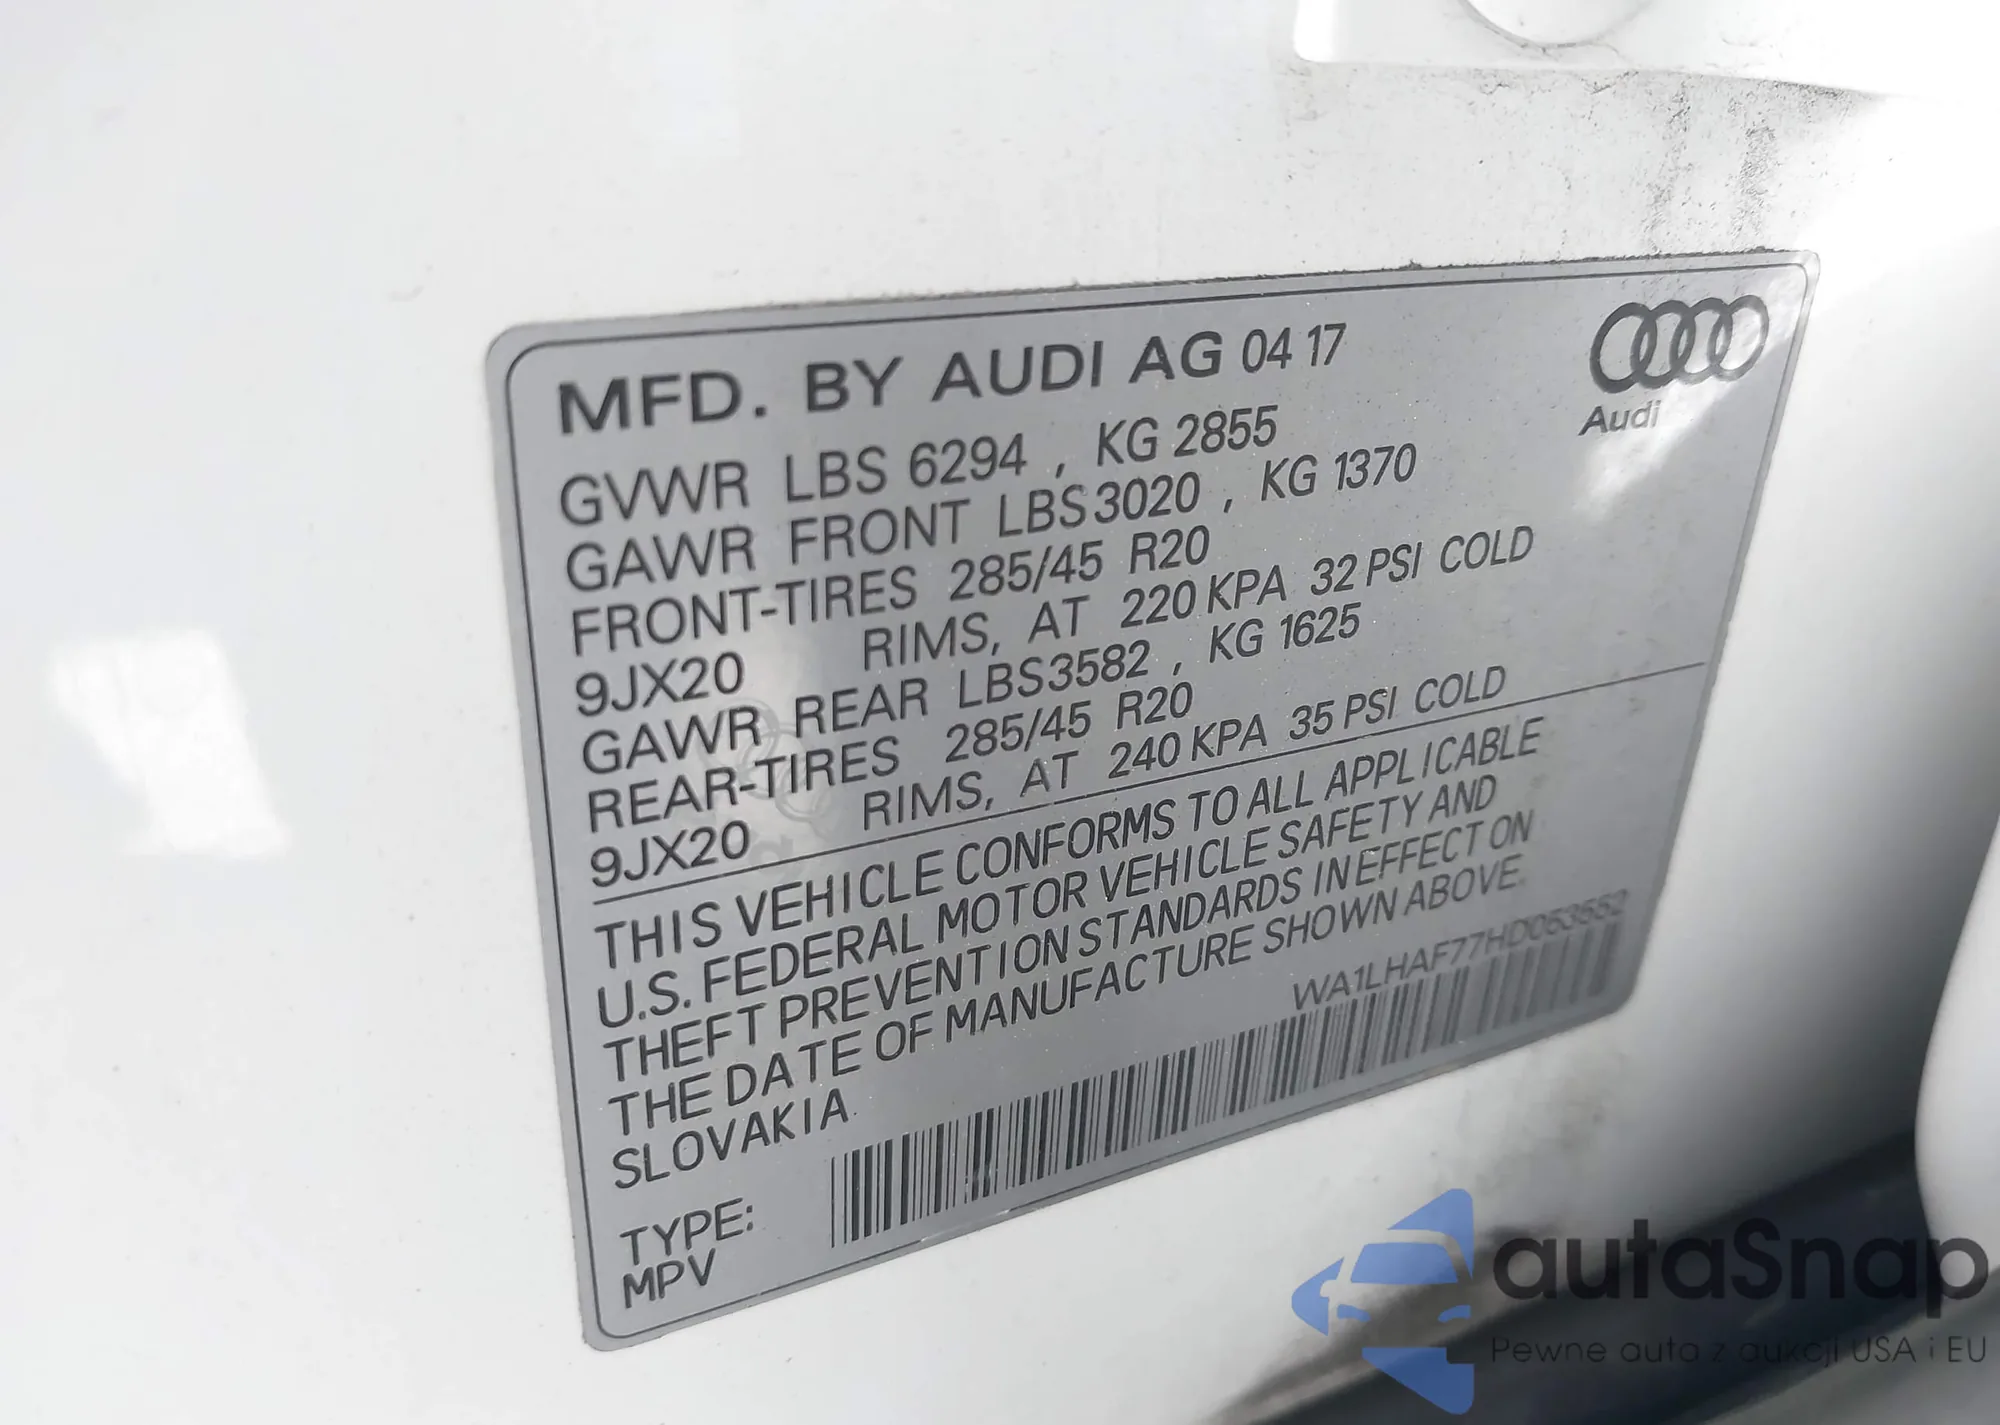 MFD. BY AUDI AG 04 17
Audi
GVWR LBS 6294 , KG 2855
GAWR FRONT LBS 3020 , KG 1370
FRONT-TIRES 285/45 R20
9JX20 RIMS, AT 220 KPA 32 PSI COLD
GAWR REAR LBS 3582 , KG 1625
REAR-TIRES 285/45 R20
9JX20 RIMS, AT 240 KPA 35 PSI COLD
THIS VEHICLE CONFORMS TO ALL APPLICABLE
U.S. FEDERAL MOTOR VEHICLE SAFETY AND
THEFT PREVENTION STANDARDS IN EFFECT ON
THE DATE OF MANUFACTURE SHOWN ABOVE.
SLOVAKIA
WA1LHAF77HD053552
TYPE:
MPV
autaSnap
Pewne auta z aukcji USA i EU